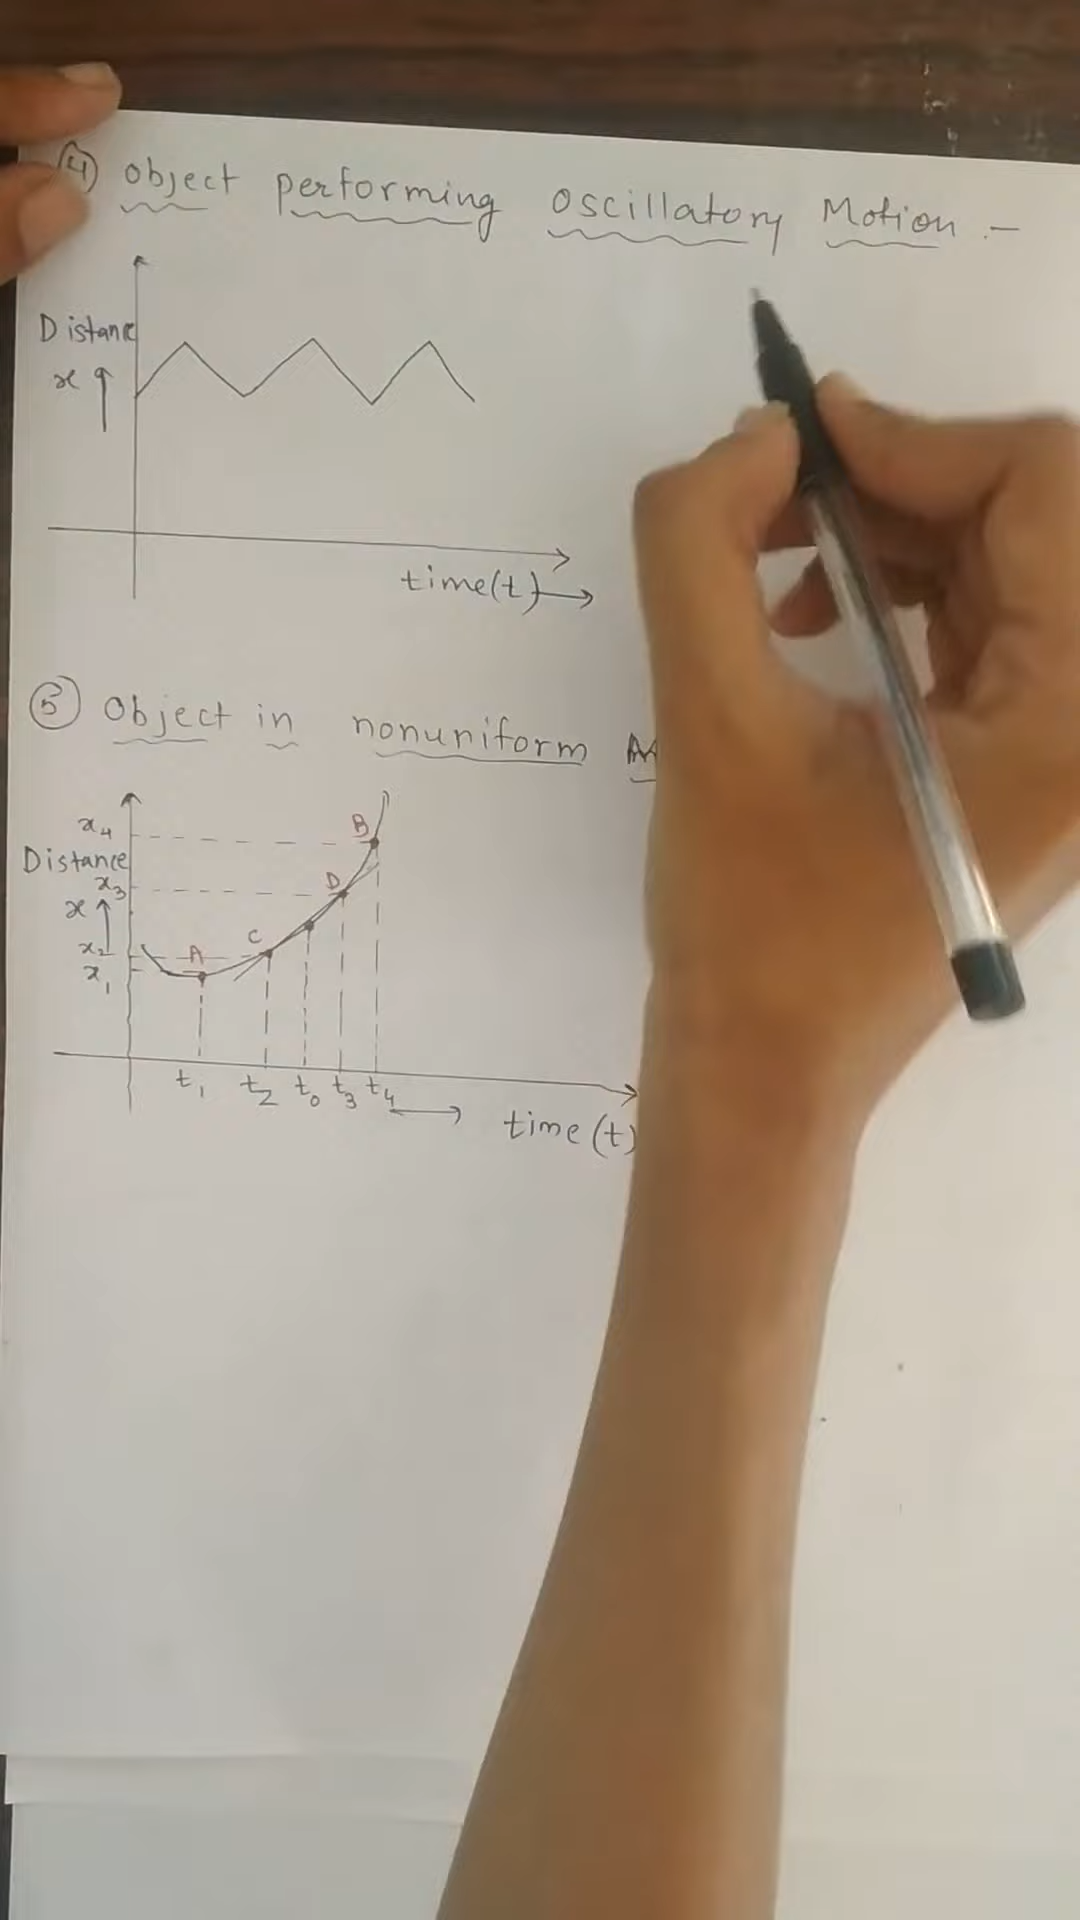 4 object performing oscillatory Motion :-
Distance
x
time(t)
5 Object in nonuniform
x4
Distance
x3
x
x2
x1
A
C
D
B
t1 t2 t0 t3 t4
time (t)